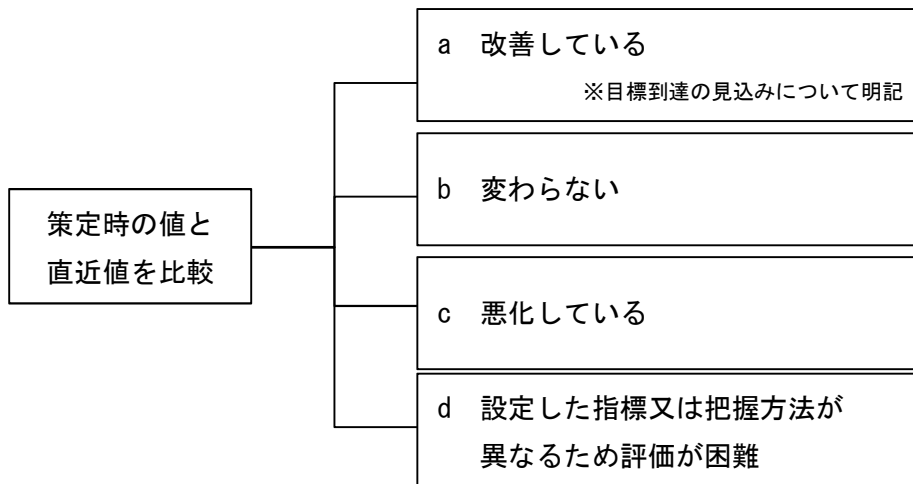 策定時の値と
直近値を比較
a 改善している
※目標到達の見込みについて明記
b 変わらない
c 悪化している
d 設定した指標又は把握方法が
異なるため評価が困難